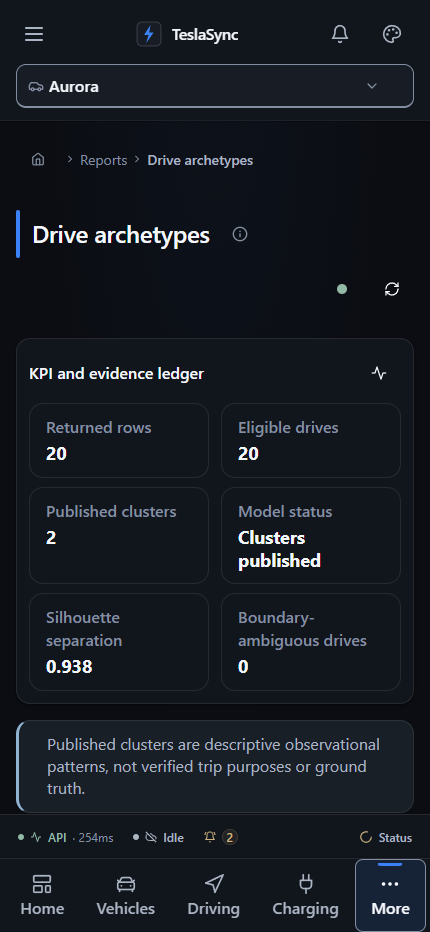 TeslaSync
Aurora
Reports
Drive archetypes
Drive archetypes
KPI and evidence ledger
Returned rows
20
Eligible drives
20
Published clusters
2
Model status
Clusters
published
Silhouette
separation
0.938
Boundary-
ambiguous drives
0
Published clusters are descriptive observational
patterns, not verified trip purposes or ground
truth.
API · 254ms
Idle
2
Status
Home
Vehicles
Driving
Charging
More